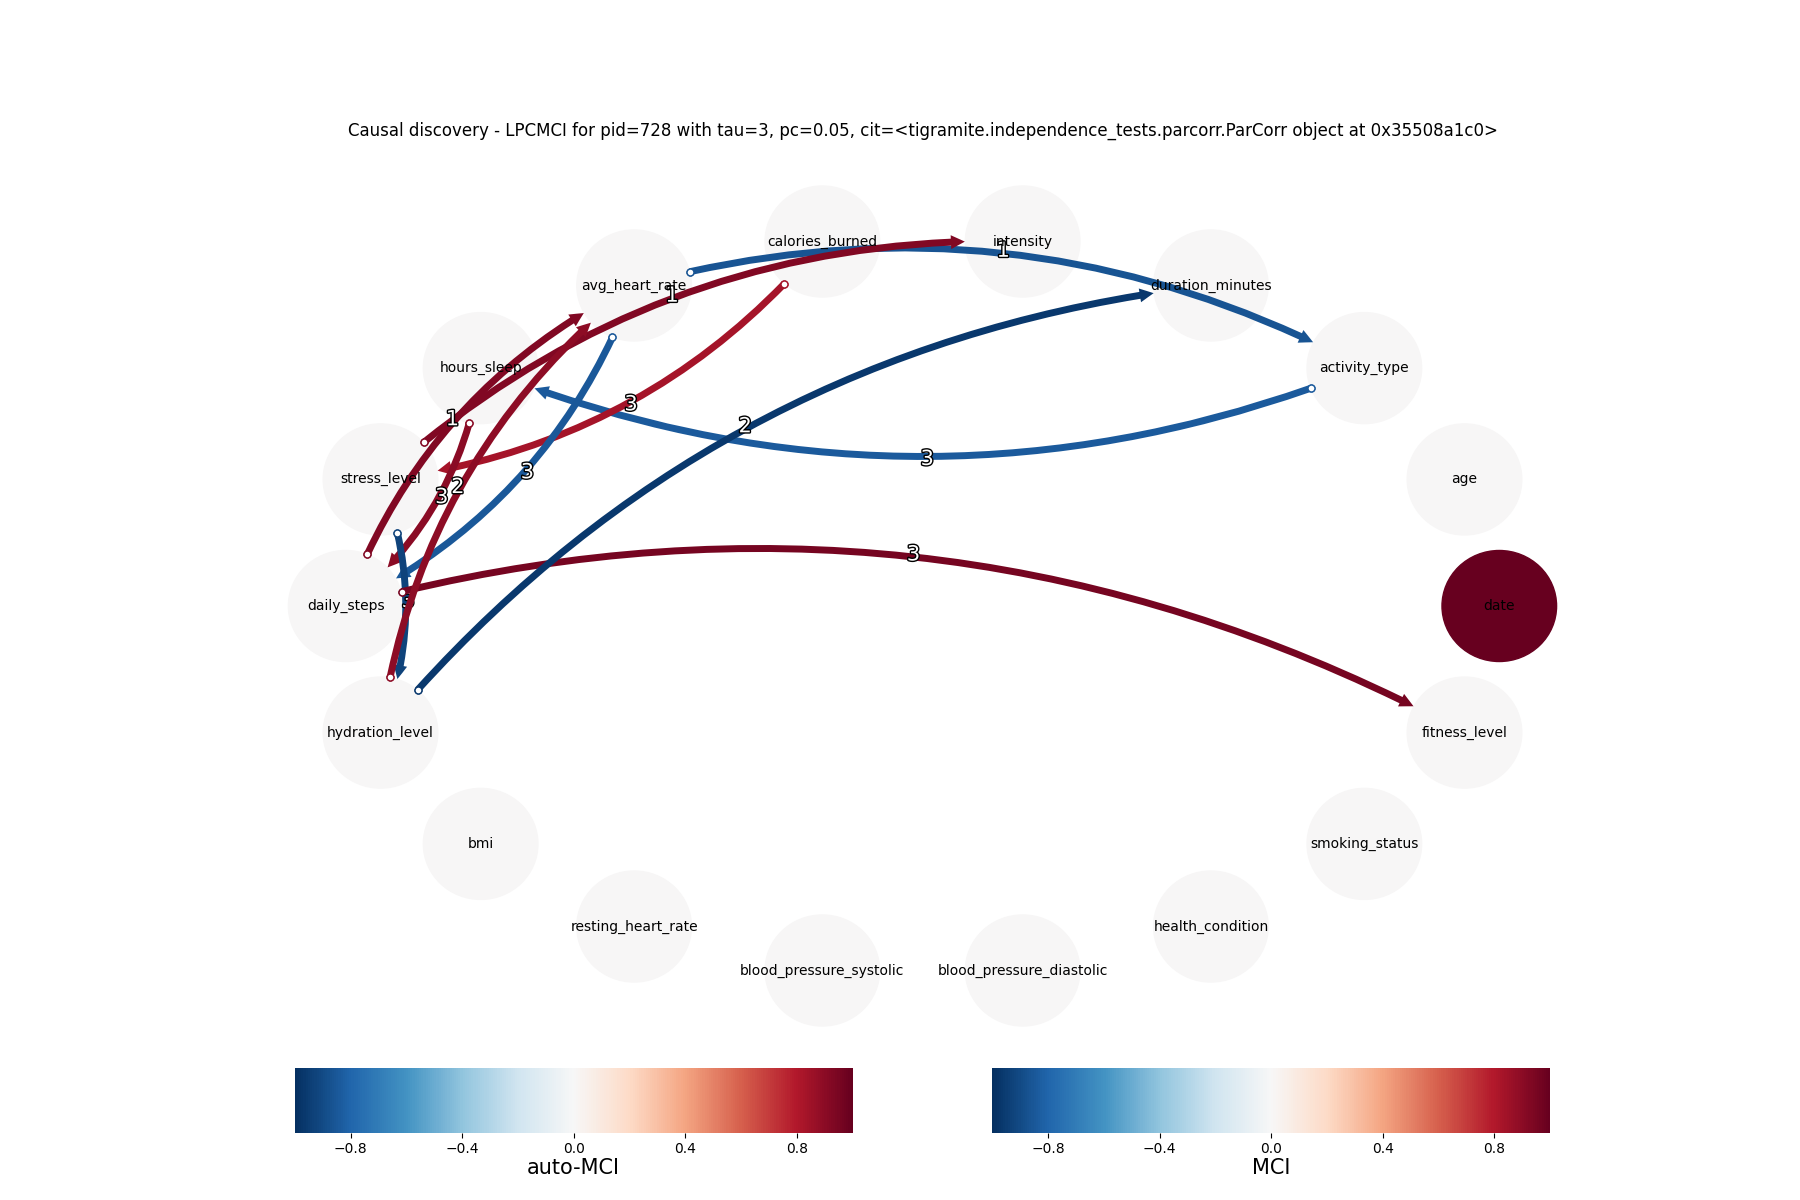 Causal discovery - LPCMCI for pid=728 with tau=3, pc=0.05, cit=<tigramite.independence_tests.parcorr.ParCorr object at 0x35508a1c0>
calories_burned
intensity
1
avg_heart_rate
1
duration_minutes
hours_sleep
activity_type
3
1
2
3
stress_level
3
2
3
age
daily_steps
3
date
hydration_level
fitness_level
bmi
smoking_status
resting_heart_rate
health_condition
blood_pressure_systolic
blood_pressure_diastolic
−0.8
−0.4
0.0
0.4
0.8
auto-MCI
−0.8
−0.4
0.0
0.4
0.8
MCI